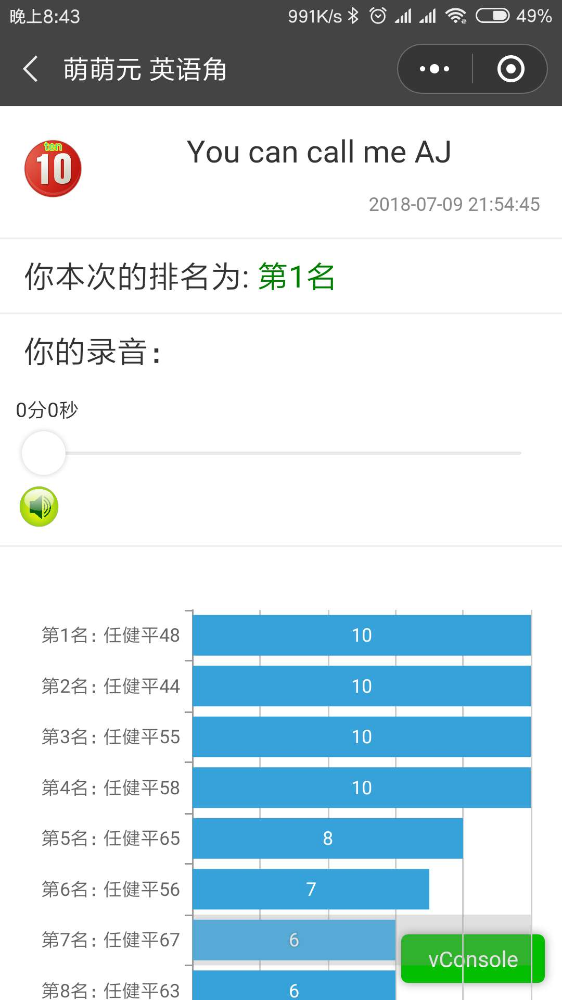 晚上8:43 991K/s 49%
萌萌元 英语角
ten
10
You can call me AJ
2018-07-09 21:54:45
你本次的排名为: 第1名
你的录音：
0分0秒
第1名：任健平48 10
第2名：任健平44 10
第3名：任健平55 10
第4名：任健平58 10
第5名：任健平65 8
第6名：任健平56 7
第7名：任健平67 6
vConsole
第8名：任健平63 6